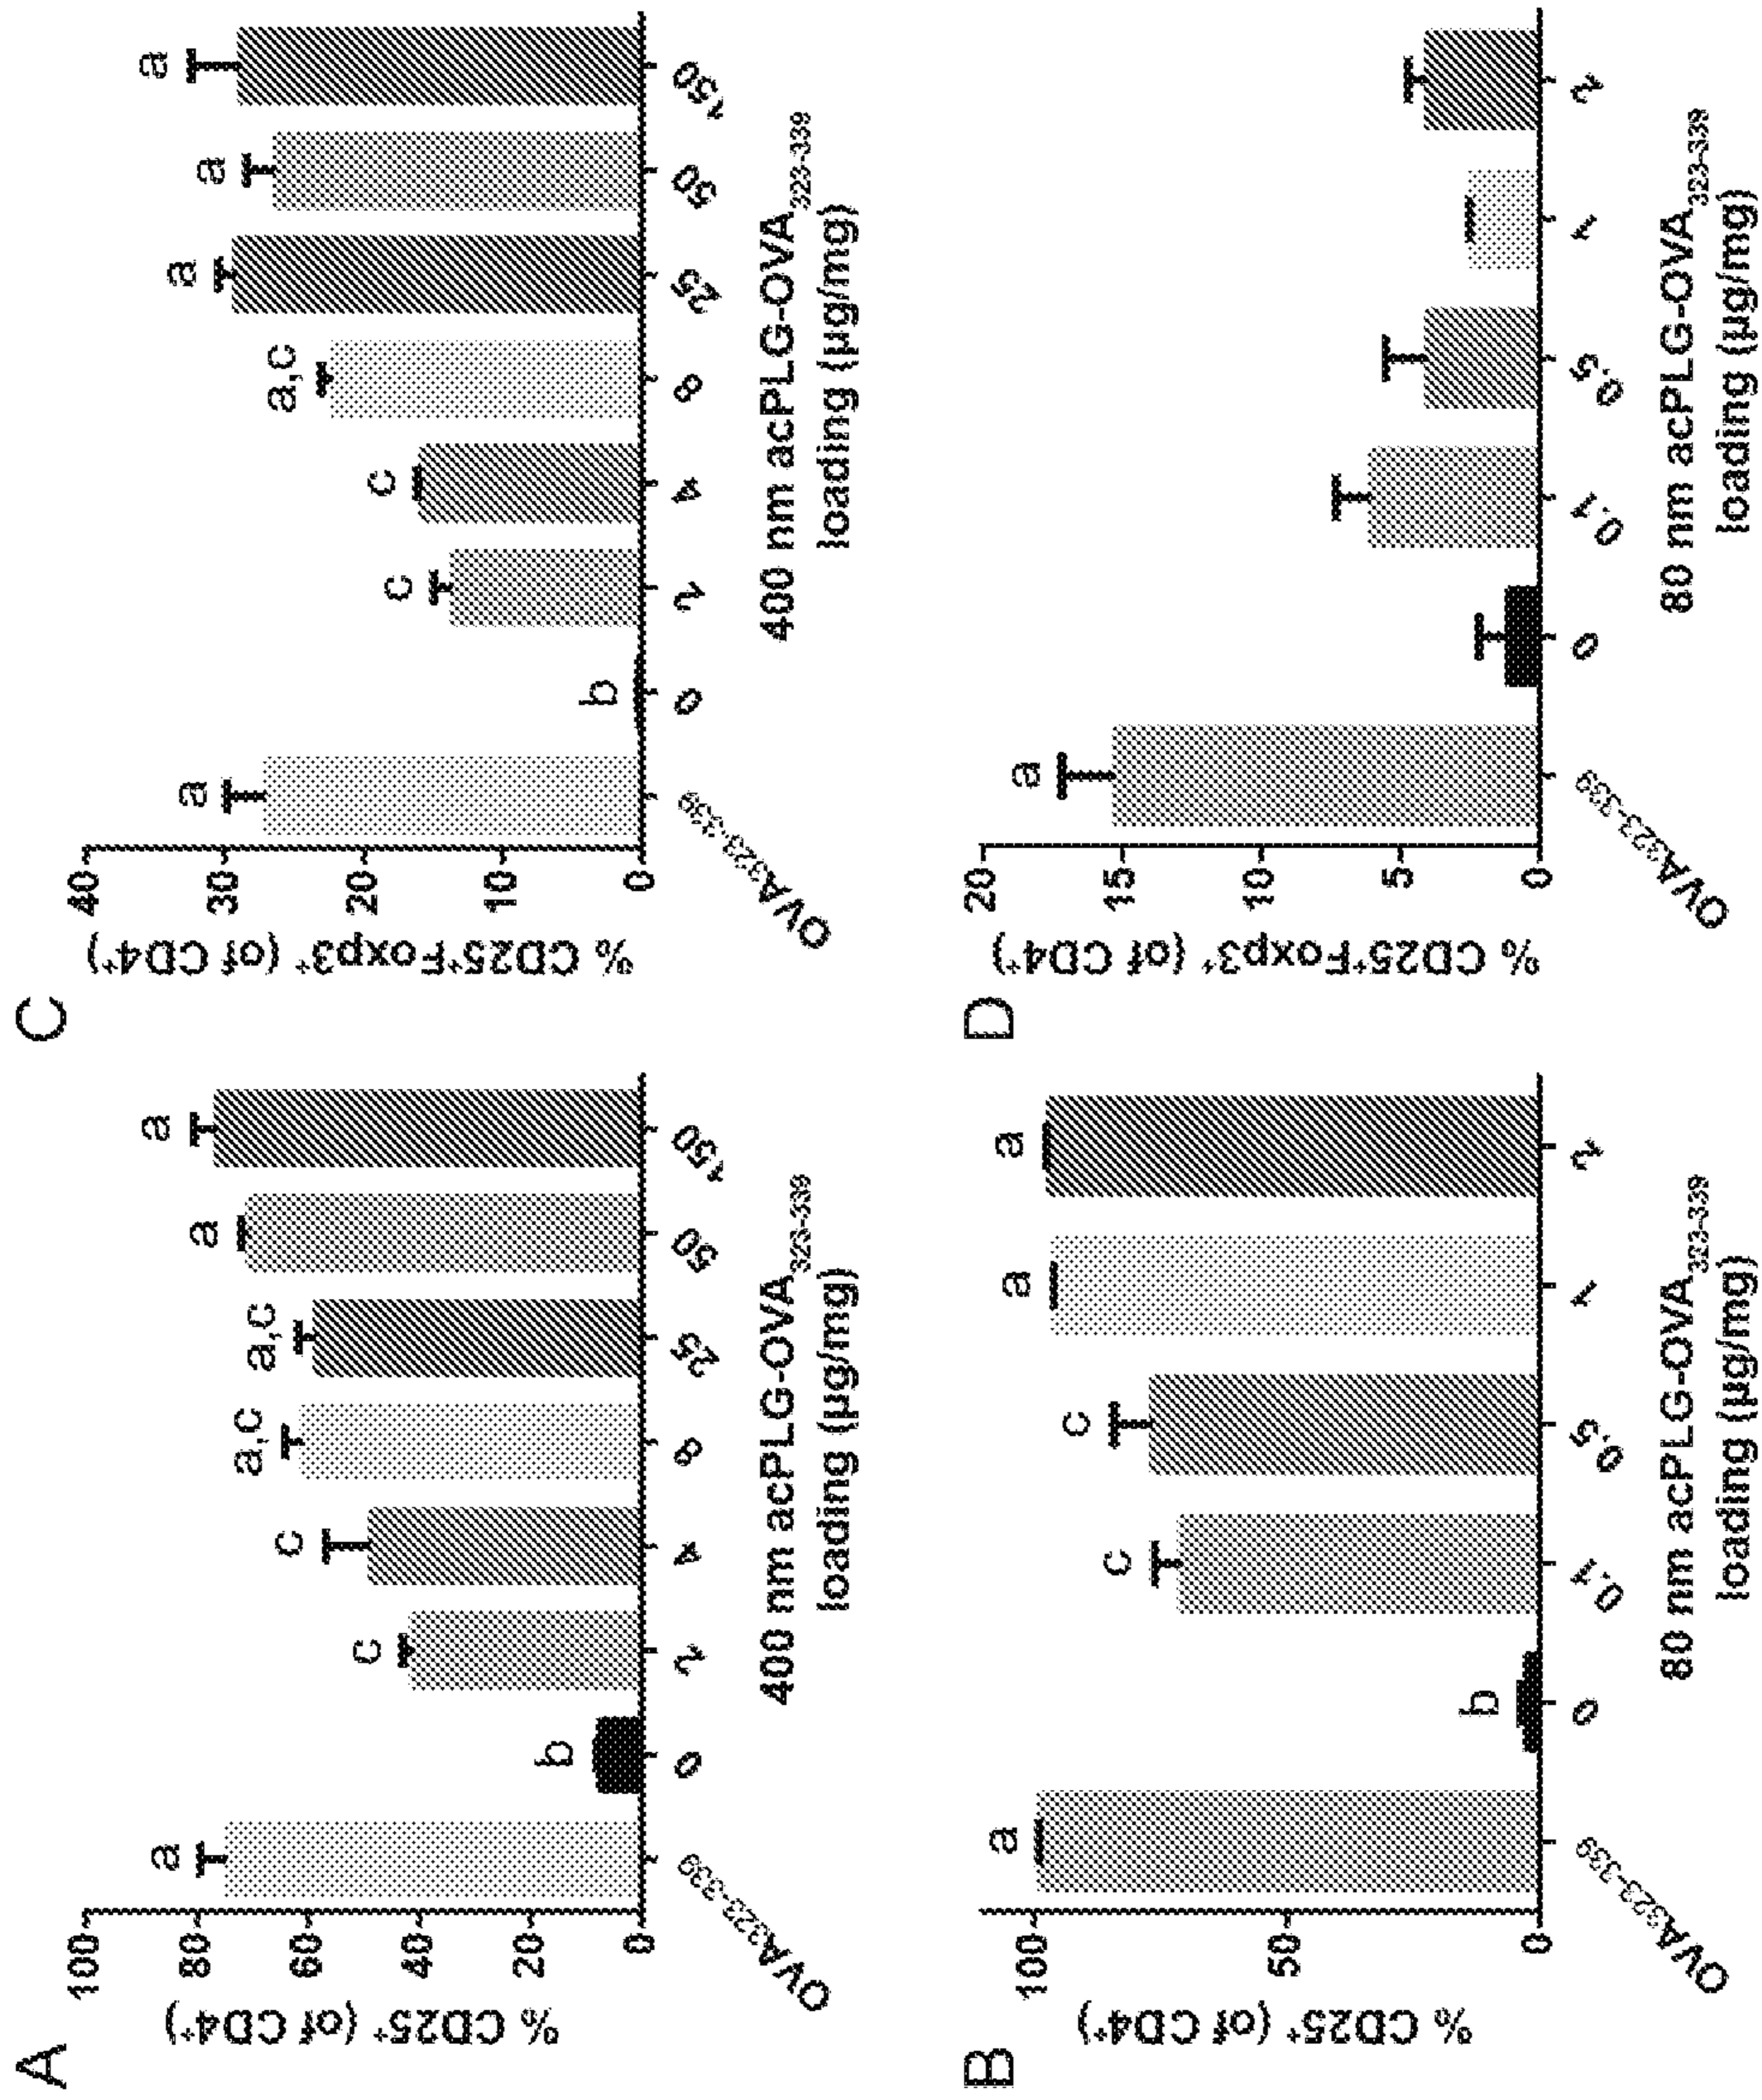 A
% CD25⁺ (of CD4⁺)
100
80
60
40
20
0
a
b
c
c
a,c
a,c
a
a
OVA³²³⁻³³⁹
0
2
4
8
25
50
150
400 nm acPLG-OVA₃₂₃₋₃₃₉
loading (µg/mg)
B
% CD25⁺ (of CD4⁺)
100
50
0
a
b
c
c
a
a
OVA³²³⁻³³⁹
0
0.1
0.5
1
2
80 nm acPLG-OVA₃₂₃₋₃₃₉
loading (µg/mg)
C
% CD25⁺Foxp3⁺ (of CD4⁺)
40
30
20
10
0
a
b
c
c
a,c
a
a
a
OVA³²³⁻³³⁹
0
2
4
8
25
50
150
400 nm acPLG-OVA₃₂₃₋₃₃₉
loading (µg/mg)
D
% CD25⁺Foxp3⁺ (of CD4⁺)
20
15
10
5
0
a
OVA³²³⁻³³⁹
0
0.1
0.5
1
2
80 nm acPLG-OVA₃₂₃₋₃₃₉
loading (µg/mg)